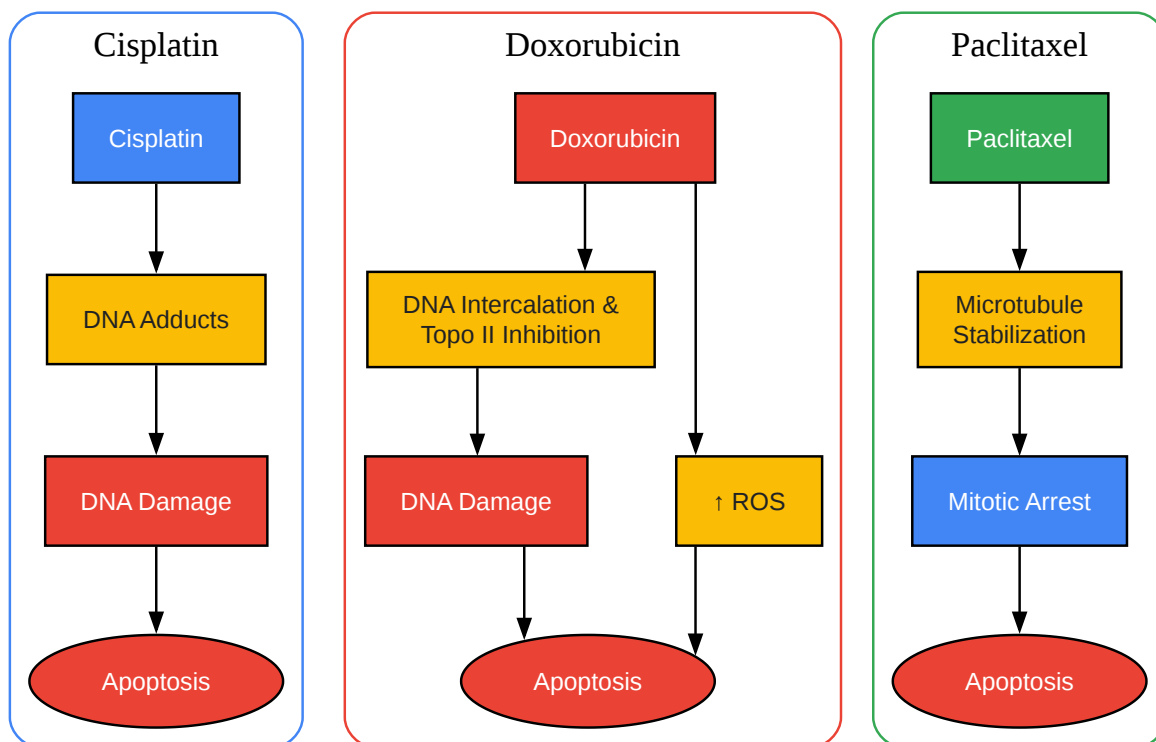 Cisplatin
Cisplatin
DNA Adducts
DNA Damage
Apoptosis
Doxorubicin
Doxorubicin
DNA Intercalation &
Topo II Inhibition
DNA Damage
↑ ROS
Apoptosis
Paclitaxel
Paclitaxel
Microtubule
Stabilization
Mitotic Arrest
Apoptosis